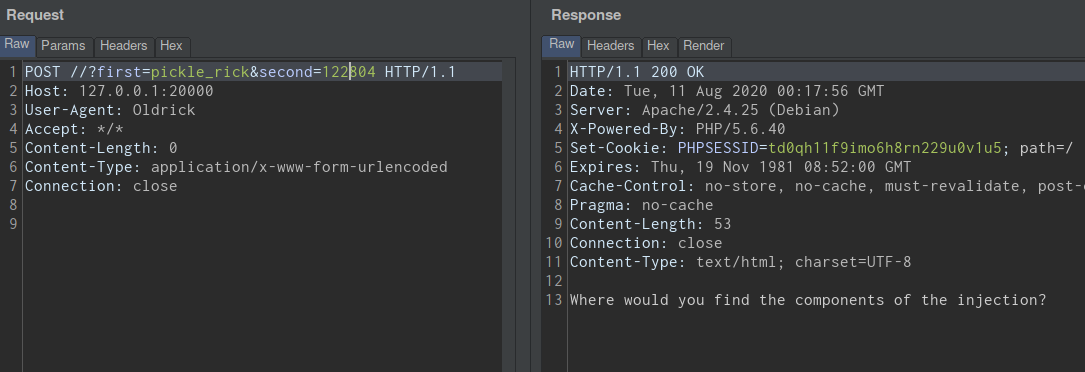 Request
Raw Params Headers Hex
1 POST //?first=pickle_rick&second=122804 HTTP/1.1
2 Host: 127.0.0.1:20000
3 User-Agent: Oldrick
4 Accept: */*
5 Content-Length: 0
6 Content-Type: application/x-www-form-urlencoded
7 Connection: close
8
9
Response
Raw Headers Hex Render
1 HTTP/1.1 200 OK
2 Date: Tue, 11 Aug 2020 00:17:56 GMT
3 Server: Apache/2.4.25 (Debian)
4 X-Powered-By: PHP/5.6.40
5 Set-Cookie: PHPSESSID=td0qh11f9imo6h8rn229u0v1u5; path=/
6 Expires: Thu, 19 Nov 1981 08:52:00 GMT
7 Cache-Control: no-store, no-cache, must-revalidate, post-
8 Pragma: no-cache
9 Content-Length: 53
10 Connection: close
11 Content-Type: text/html; charset=UTF-8
12
13 Where would you find the components of the injection?